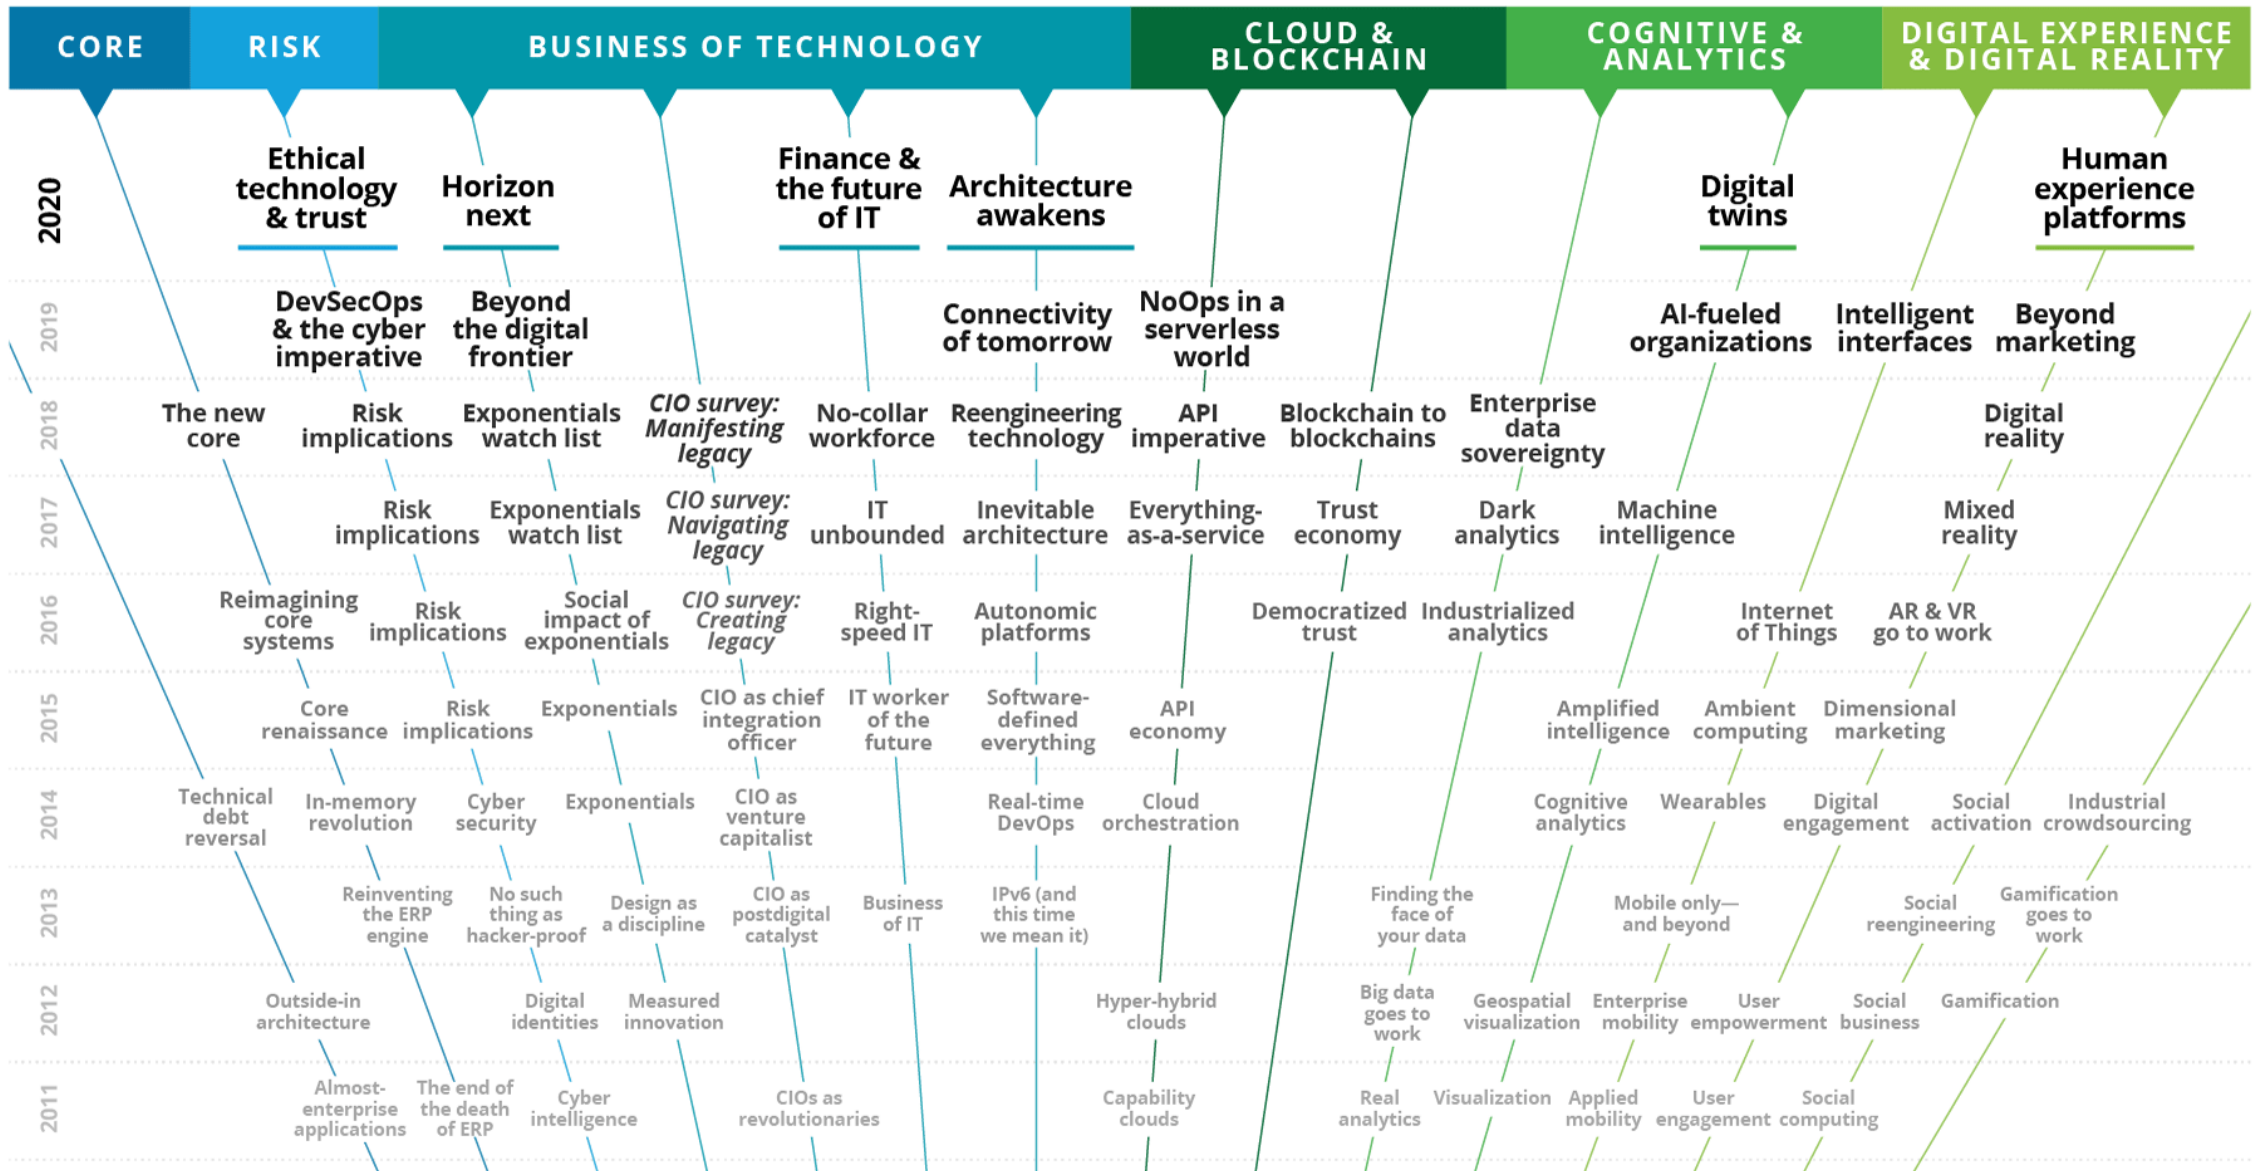 CORE
RISK
BUSINESS OF TECHNOLOGY
CLOUD &
BLOCKCHAIN
COGNITIVE &
ANALYTICS
DIGITAL EXPERIENCE
& DIGITAL REALITY
2020
Ethical
technology
& trust
Horizon
next
Finance &
the future
of IT
Architecture
awakens
Digital
twins
Human
experience
platforms
2019
DevSecOps
& the cyber
imperative
Beyond
the digital
frontier
Connectivity
of tomorrow
NoOps in a
serverless
world
AI-fueled
organizations
Intelligent
interfaces
Beyond
marketing
2018
The new
core
Risk
implications
Exponentials
watch list
CIO survey:
Manifesting
legacy
No-collar
workforce
Reengineering
technology
API
imperative
Blockchain to
blockchains
Enterprise
data
sovereignty
Digital
reality
2017
Risk
implications
Exponentials
watch list
CIO survey:
Navigating
legacy
IT
unbounded
Inevitable
architecture
Everything-
as-a-service
Trust
economy
Dark
analytics
Machine
intelligence
Mixed
reality
2016
Reimagining
core
systems
Risk
implications
Social
impact of
exponentials
CIO survey:
Creating
legacy
Right-
speed IT
Autonomic
platforms
Democratized
trust
Industrialized
analytics
Internet
of Things
AR & VR
go to work
2015
Core
renaissance
Risk
implications
Exponentials
CIO as chief
integration
officer
IT worker
of the
future
Software-
defined
everything
API
economy
Amplified
intelligence
Ambient
computing
Dimensional
marketing
2014
Technical
debt
reversal
In-memory
revolution
Cyber
security
Exponentials
CIO as
venture
capitalist
Real-time
DevOps
Cloud
orchestration
Cognitive
analytics
Wearables
Digital
engagement
Social
activation
Industrial
crowdsourcing
2013
Reinventing
the ERP
engine
No such
thing as
hacker-proof
Design as
a discipline
CIO as
postdigital
catalyst
Business
of IT
IPv6 (and
this time
we mean it)
Finding the
face of
your data
Mobile only—
and beyond
Social
reengineering
Gamification
goes to
work
2012
Outside-in
architecture
Digital
identities
Measured
innovation
Hyper-hybrid
clouds
Big data
goes to
work
Geospatial
visualization
Enterprise
mobility
User
empowerment
Social
business
Gamification
2011
Almost-
enterprise
applications
The end of
the death
of ERP
Cyber
intelligence
CIOs as
revolutionaries
Capability
clouds
Real
analytics
Visualization
Applied
mobility
User
engagement
Social
computing